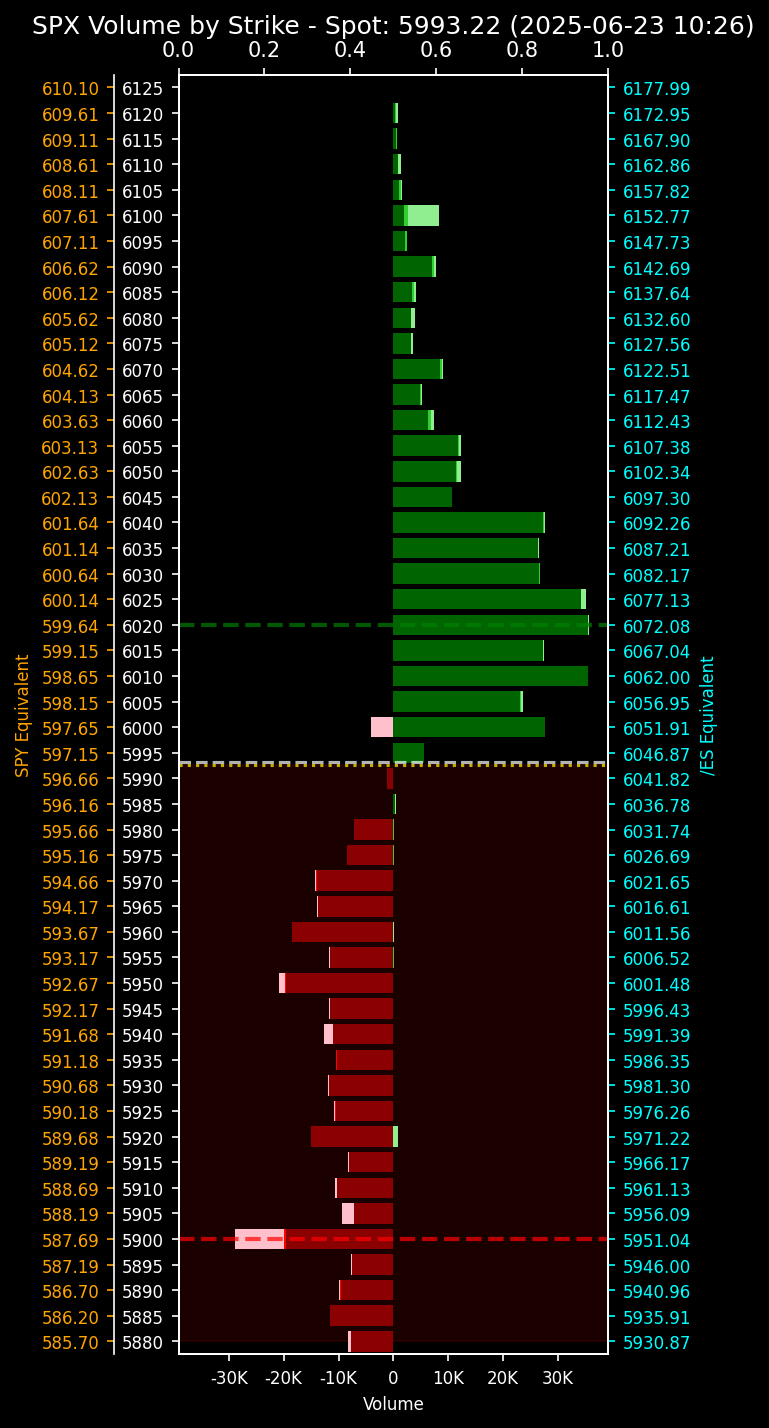 SPX Volume by Strike - Spot: 5993.22 (2025-06-23 10:26)
0.0 0.2 0.4 0.6 0.8 1.0
610.10 6125 6177.99
609.61 6120 6172.95
609.11 6115 6167.90
608.61 6110 6162.86
608.11 6105 6157.82
607.61 6100 6152.77
607.11 6095 6147.73
606.62 6090 6142.69
606.12 6085 6137.64
605.62 6080 6132.60
605.12 6075 6127.56
604.62 6070 6122.51
604.13 6065 6117.47
603.63 6060 6112.43
603.13 6055 6107.38
602.63 6050 6102.34
602.13 6045 6097.30
601.64 6040 6092.26
601.14 6035 6087.21
600.64 6030 6082.17
600.14 6025 6077.13
599.64 6020 6072.08
599.15 6015 6067.04
598.65 6010 6062.00
598.15 6005 6056.95
597.65 6000 6051.91
597.15 5995 6046.87
596.66 5990 6041.82
596.16 5985 6036.78
595.66 5980 6031.74
595.16 5975 6026.69
594.66 5970 6021.65
594.17 5965 6016.61
593.67 5960 6011.56
593.17 5955 6006.52
592.67 5950 6001.48
592.17 5945 5996.43
591.68 5940 5991.39
591.18 5935 5986.35
590.68 5930 5981.30
590.18 5925 5976.26
589.68 5920 5971.22
589.19 5915 5966.17
588.69 5910 5961.13
588.19 5905 5956.09
587.69 5900 5951.04
587.19 5895 5946.00
586.70 5890 5940.96
586.20 5885 5935.91
585.70 5880 5930.87
SPY Equivalent
/ES Equivalent
-30K -20K -10K 0 10K 20K 30K
Volume